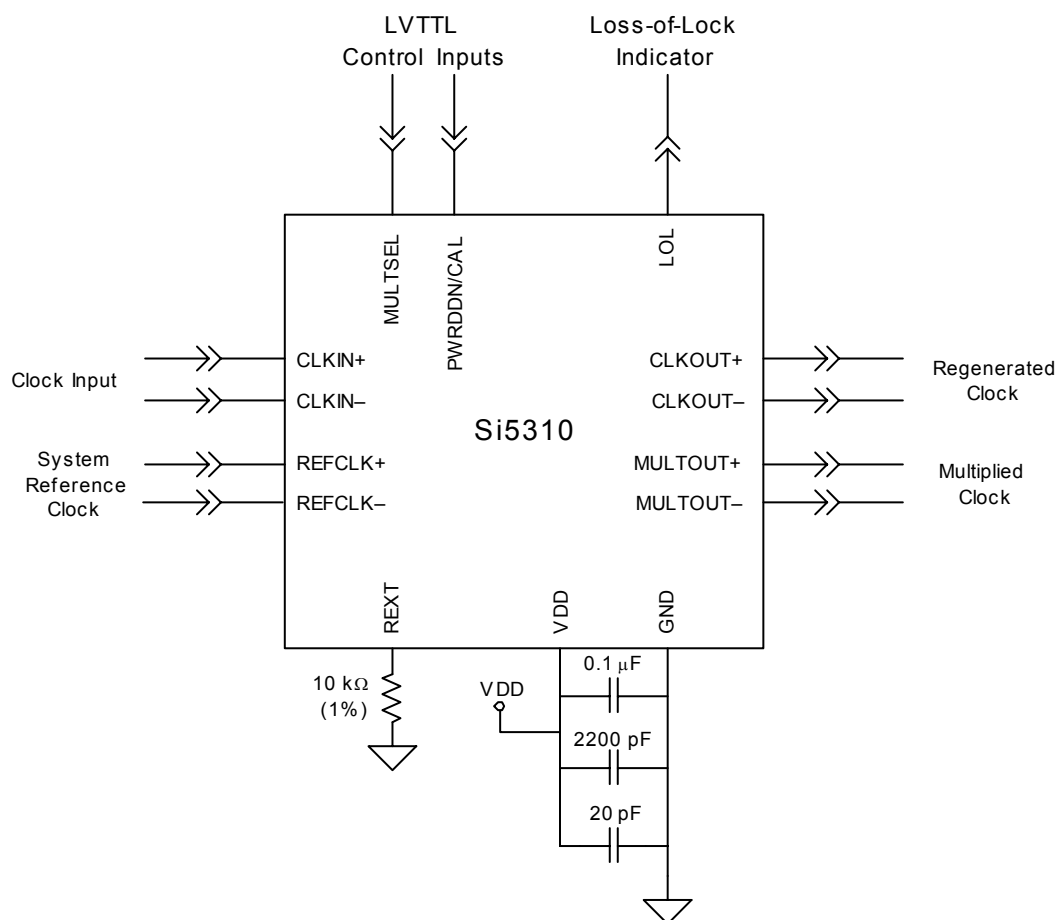 LVTTL
Control Inputs
Loss-of-Lock
Indicator
MULTSEL
PWRDDN/CAL
LOL
Clock Input
CLKIN+
CLKIN–
System
Reference
Clock
REFCLK+
REFCLK–
Si5310
CLKOUT+
CLKOUT–
Regenerated
Clock
MULTOUT+
MULTOUT–
Multiplied
Clock
REXT
VDD
GND
10 kΩ
(1%)
VDD
0.1 μF
2200 pF
20 pF